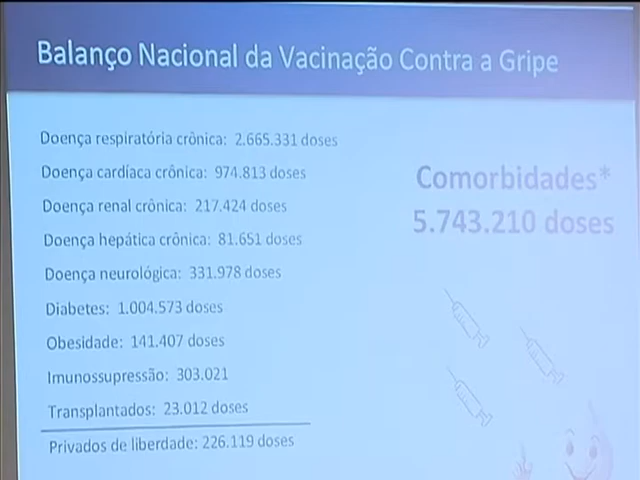 Balanço Nacional da Vacinação Contra a Gripe
Doença respiratória crônica: 2.665.331 doses
Doença cardíaca crônica: 974.813 doses
Doença renal crônica: 217.424 doses
Doença hepática crônica: 81.651 doses
Doença neurológica: 331.978 doses
Diabetes: 1.004.573 doses
Obesidade: 141.407 doses
Imunossupressão: 303.021
Transplantados: 23.012 doses
Privados de liberdade: 226.119 doses
Comorbidades*
5.743.210 doses